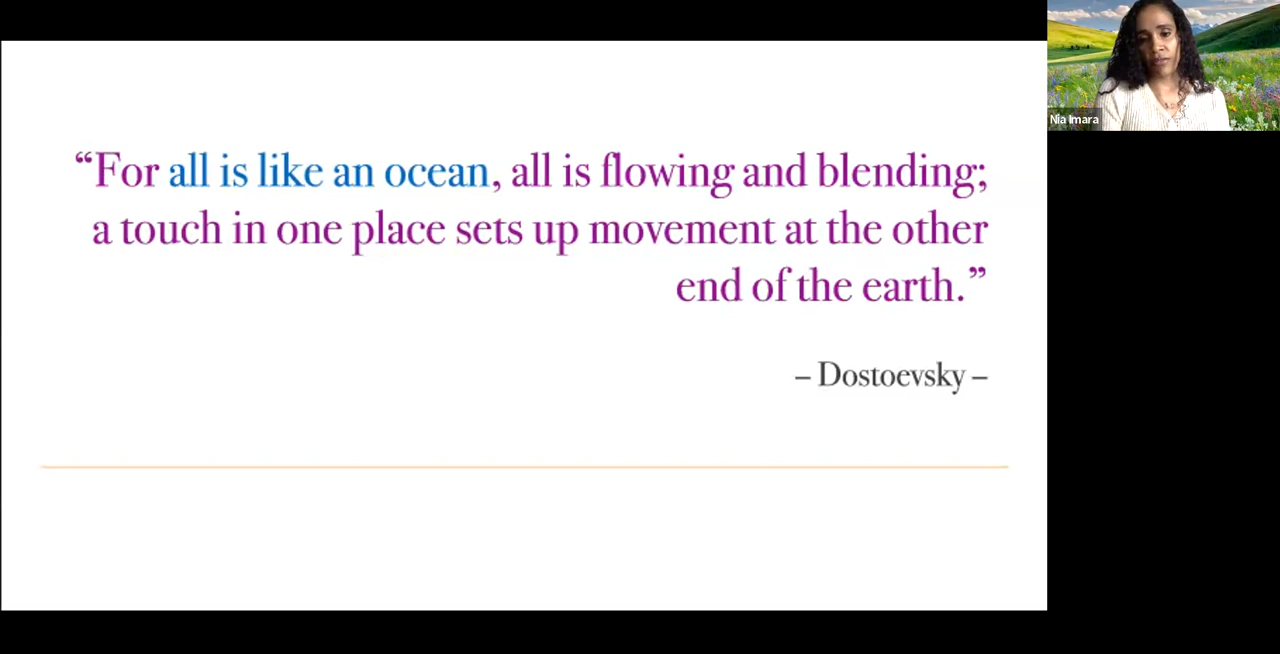 “For all is like an ocean, all is flowing and blending;
a touch in one place sets up movement at the other
end of the earth.”
– Dostoevsky –
Nia Imara